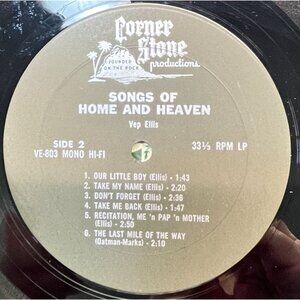 Corner
Stone
FOUNDED
ON THE ROCK
productions
SONGS OF
HOME AND HEAVEN
Vep Ellis
SIDE 2
33⅓ RPM LP
VE-803 MONO HI-FI
1. OUR LITTLE BOY (Ellis) - 1:43
2. TAKE MY NAME (Ellis) - 2:20
3. DON'T FORGET (Ellis) - 2:36
4. TAKE ME BACK (Ellis) - 1:47
5. RECITATION, ME 'n PAP 'n MOTHER
(Ellis) - 2:50
6. THE LAST MILE OF THE WAY
(Oatman-Marks) - 2:10